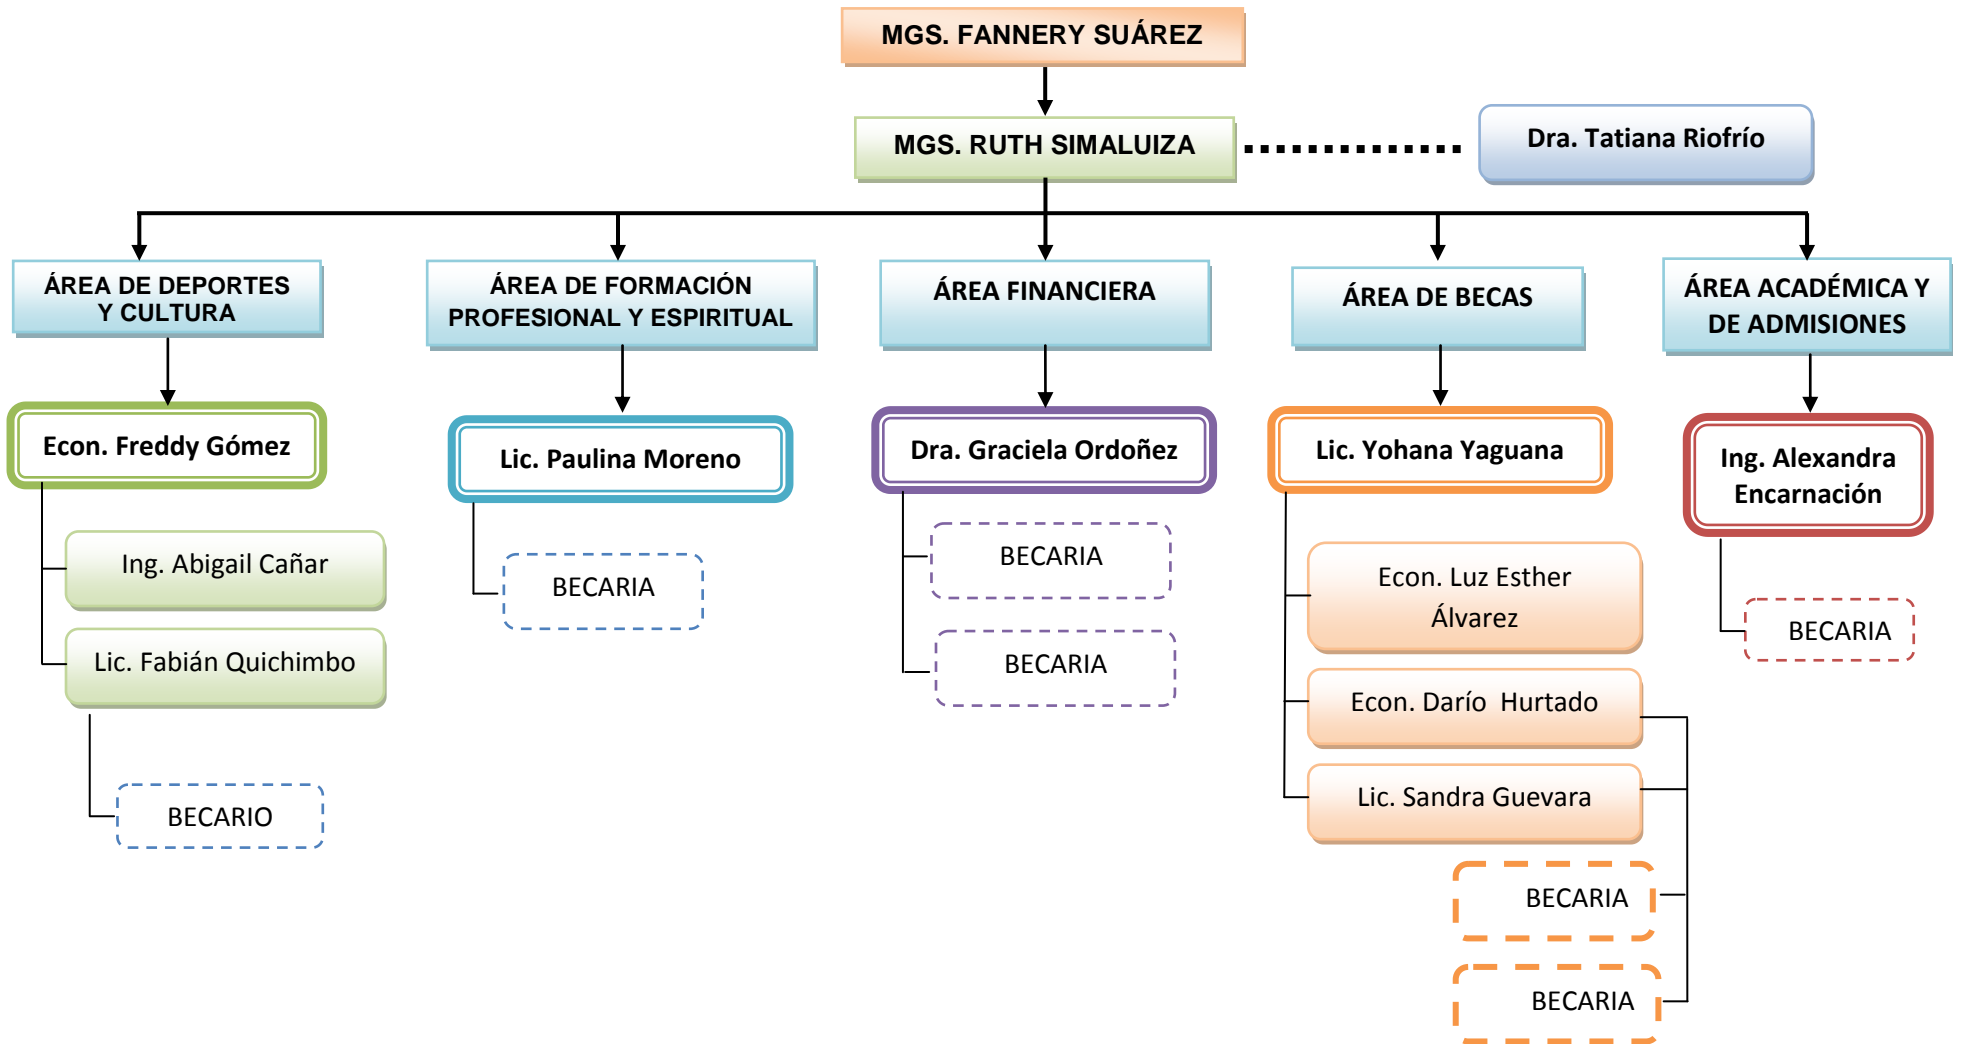 MGS. FANNERY SUÁREZ
MGS. RUTH SIMALUIZA
Dra. Tatiana Riofrío
ÁREA DE DEPORTES
Y CULTURA
ÁREA DE FORMACIÓN
PROFESIONAL Y ESPIRITUAL
ÁREA FINANCIERA
ÁREA DE BECAS
ÁREA ACADÉMICA Y
DE ADMISIONES
Econ. Freddy Gómez
Lic. Paulina Moreno
Dra. Graciela Ordoñez
Lic. Yohana Yaguana
Ing. Alexandra
Encarnación
Ing. Abigail Cañar
Lic. Fabián Quichimbo
BECARIO
BECARIA
BECARIA
BECARIA
Econ. Luz Esther
Álvarez
Econ. Darío  Hurtado
Lic. Sandra Guevara
BECARIA
BECARIA
BECARIA